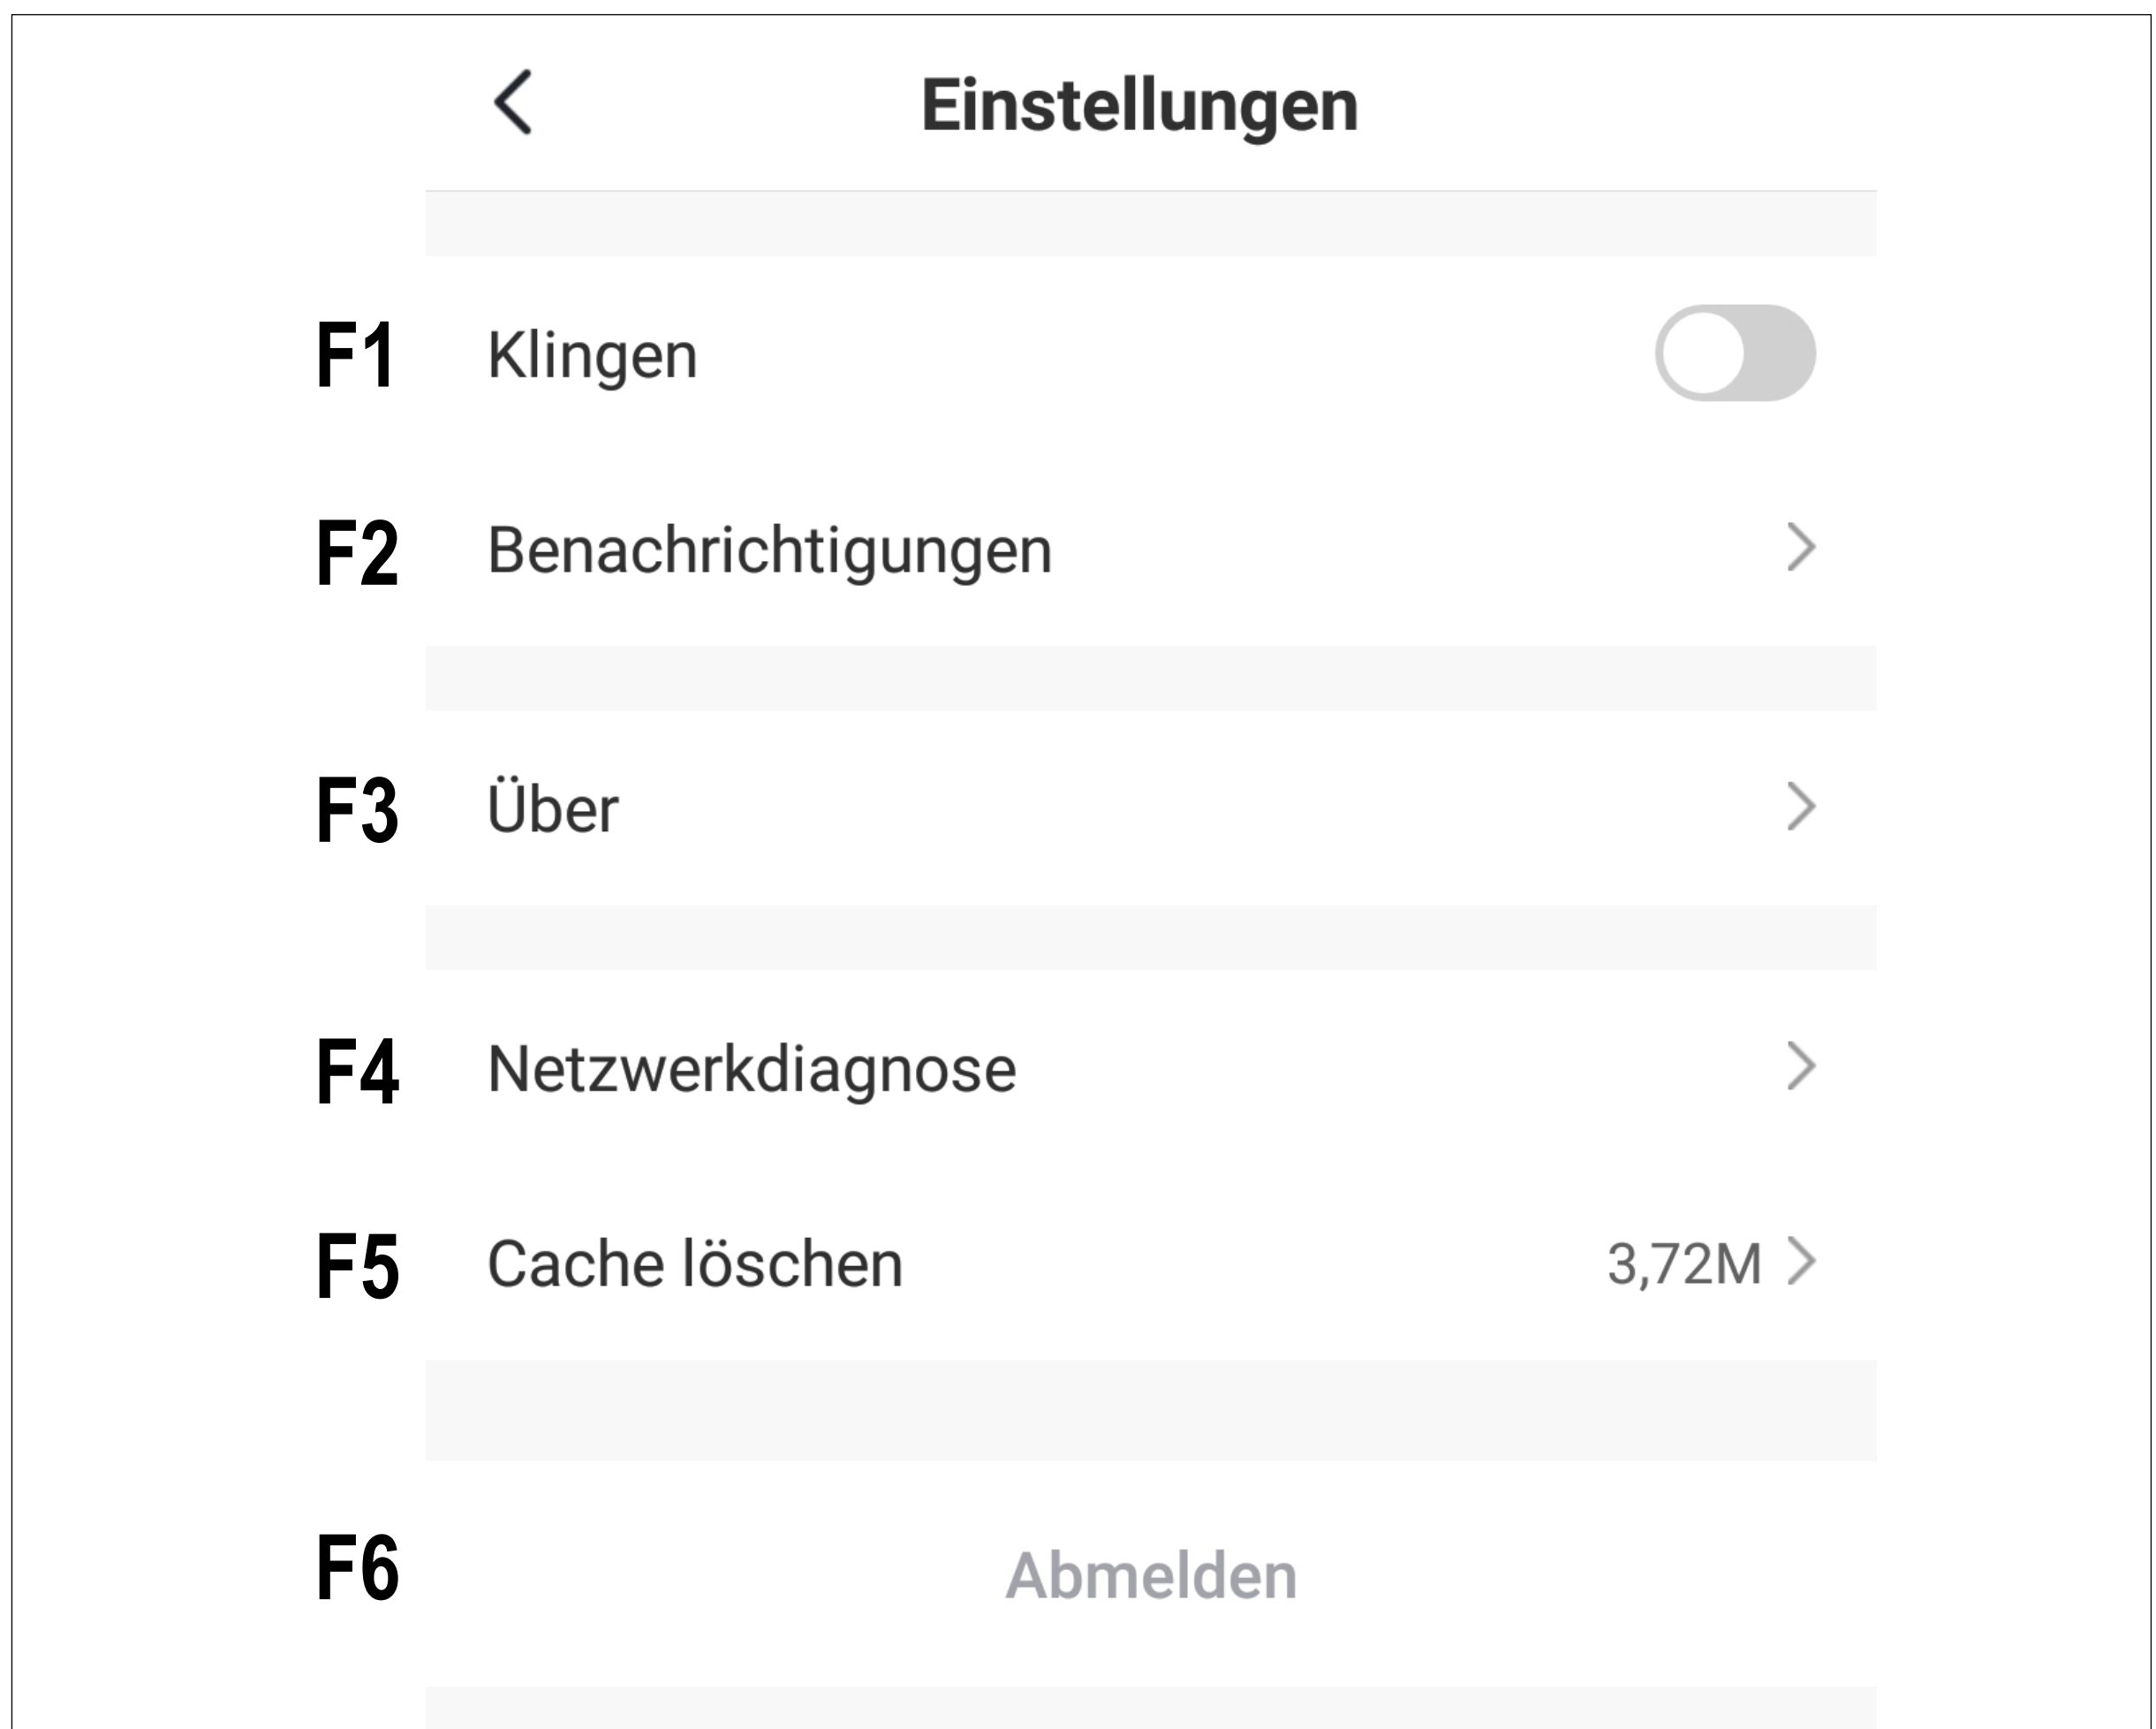 Einstellungen
F1 Klingen
F2 Benachrichtigungen
F3 Über
F4 Netzwerkdiagnose
F5 Cache löschen 3,72M
F6 Abmelden